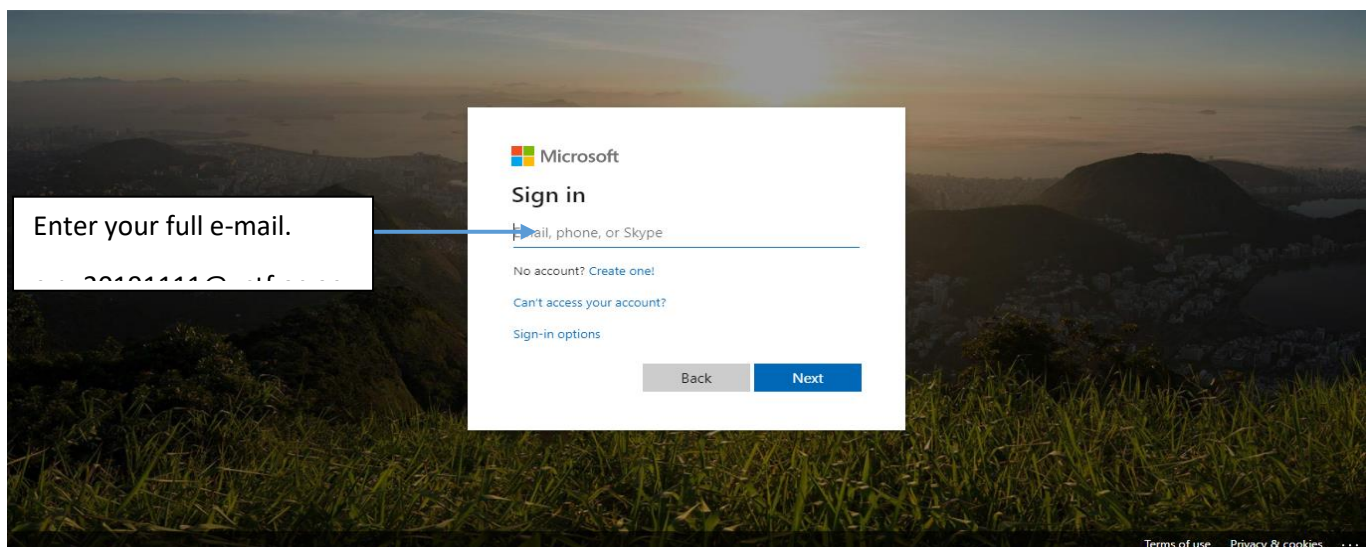 Microsoft
Sign in
Enter your full e-mail.
Email, phone, or Skype
No account? Create one!
Can't access your account?
Sign-in options
Back Next
Terms of use Privacy & cookies ...